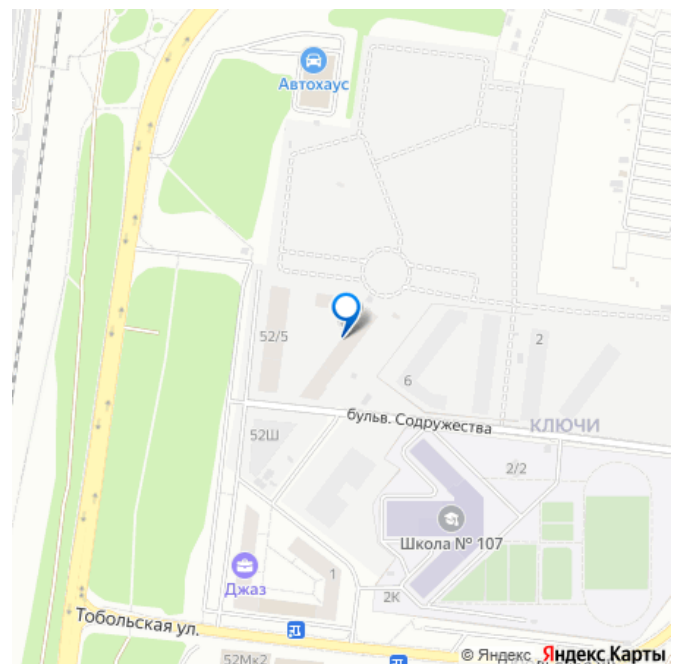 Автохаус
52/5
2
6
бульв. Содружества
КЛЮЧИ
52Ш
2/2
Школа № 107
Джаз
1
2К
Тобольская ул.
52Мк2
© Яндекс Яндекс Карты